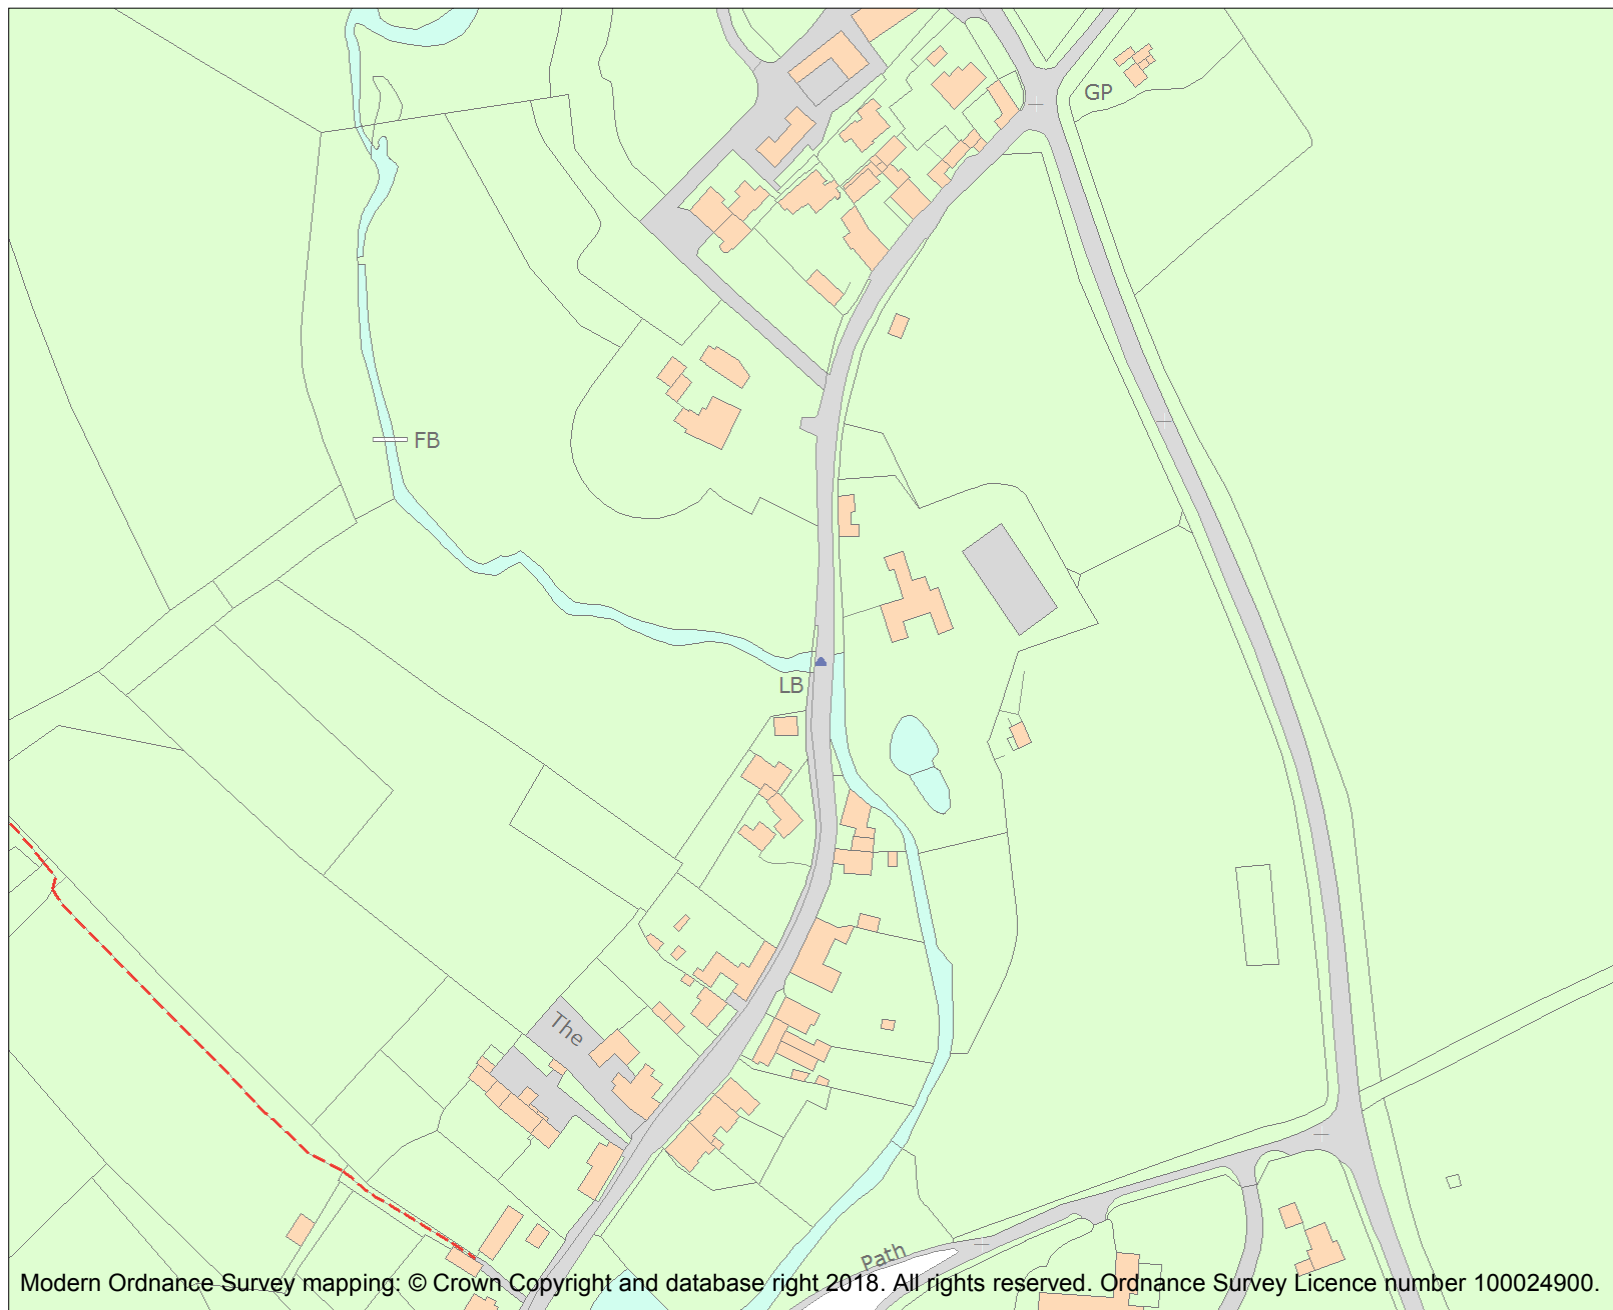 GP
FB
LB
The
Path
Modern Ordnance Survey mapping: © Crown Copyright and database right 2018. All rights reserved. Ordnance Survey Licence number 100024900.